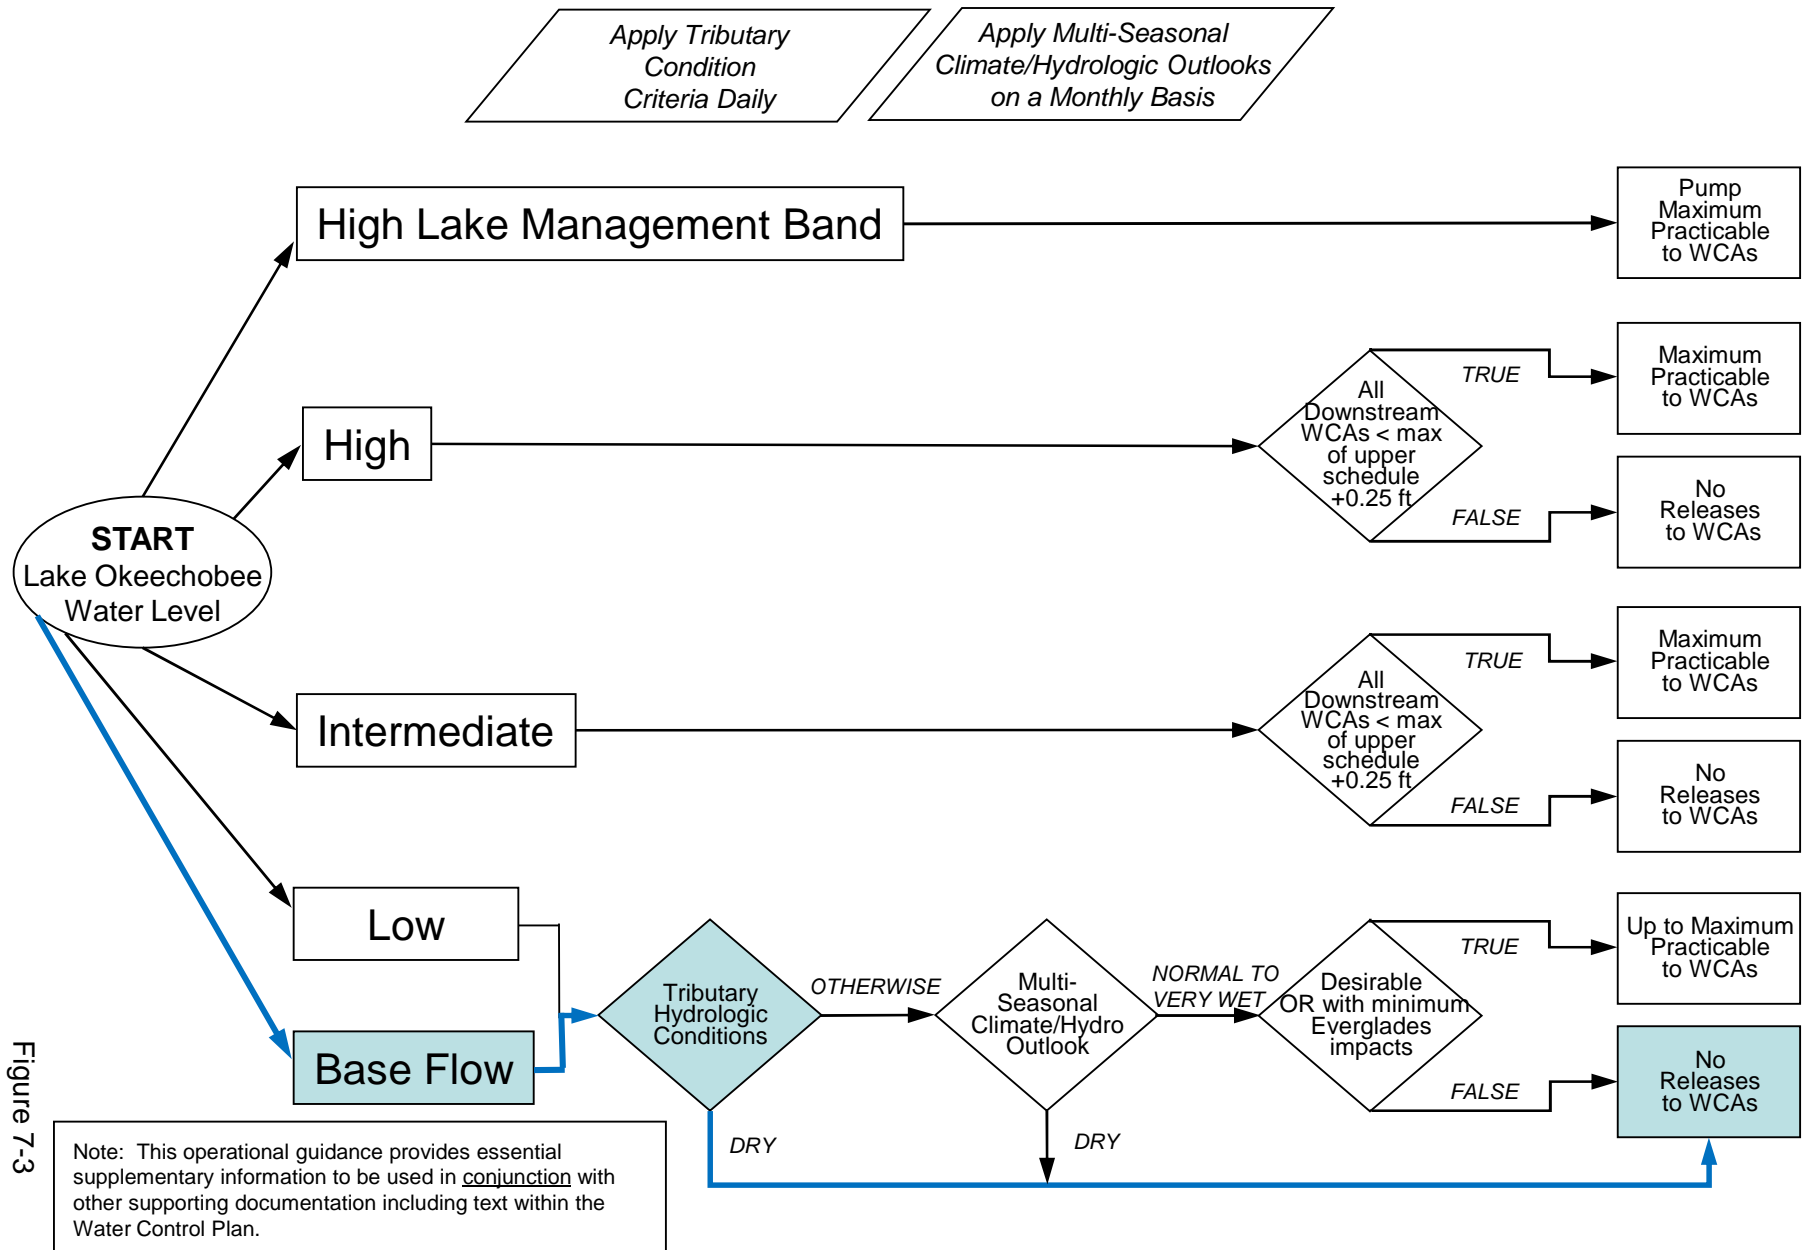 Apply Tributary
Condition
Criteria Daily
Apply Multi-Seasonal
Climate/Hydrologic Outlooks
on a Monthly Basis
High Lake Management Band
Pump
Maximum
Practicable
to WCAs
High
All
Downstream
WCAs < max
of upper
schedule
+0.25 ft
TRUE
Maximum
Practicable
to WCAs
FALSE
No
Releases
to WCAs
START
Lake Okeechobee
Water Level
Intermediate
All
Downstream
WCAs < max
of upper
schedule
+0.25 ft
TRUE
Maximum
Practicable
to WCAs
FALSE
No
Releases
to WCAs
Low
Base Flow
Tributary
Hydrologic
Conditions
OTHERWISE
DRY
Multi-
Seasonal
Climate/Hydro
Outlook
NORMAL TO
VERY WET
DRY
Desirable
OR with minimum
Everglades
impacts
TRUE
Up to Maximum
Practicable
to WCAs
FALSE
No
Releases
to WCAs
Figure 7-3
Note: This operational guidance provides essential
supplementary information to be used in conjunction with
other supporting documentation including text within the
Water Control Plan.